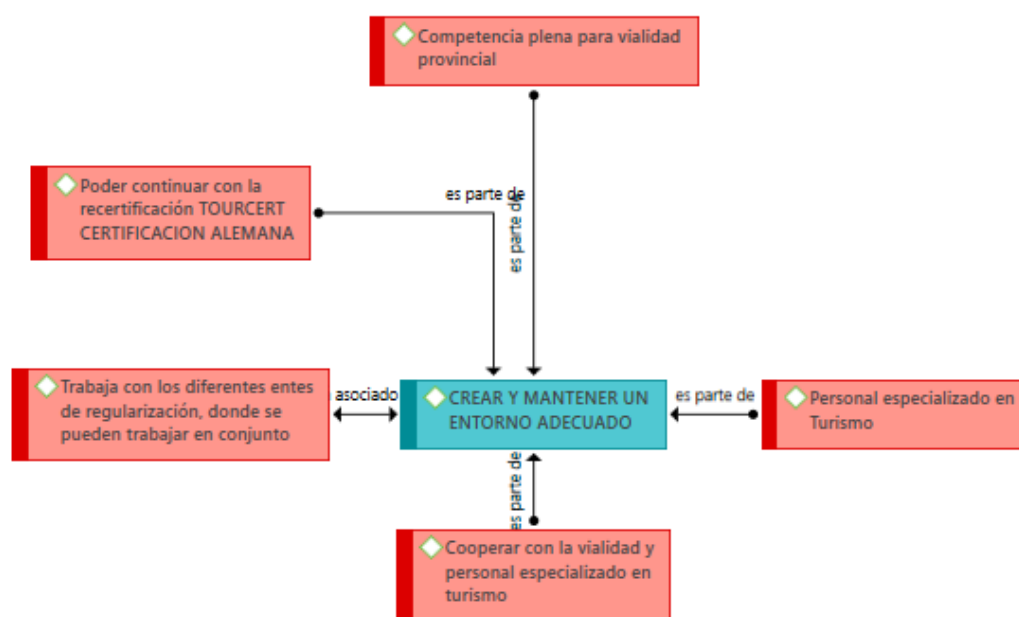 Competencia plena para vialidad
provincial
Poder continuar con la
recertificación TOURCERT
CERTIFICACION ALEMANA
es parte de
es parte de
Trabaja con los diferentes entes
de regularización, donde se
pueden trabajar en conjunto
asociado
CREAR Y MANTENER UN
ENTORNO ADECUADO
es parte de
Personal especializado en
Turismo
es parte de
Cooperar con la vialidad y
personal especializado en
turismo